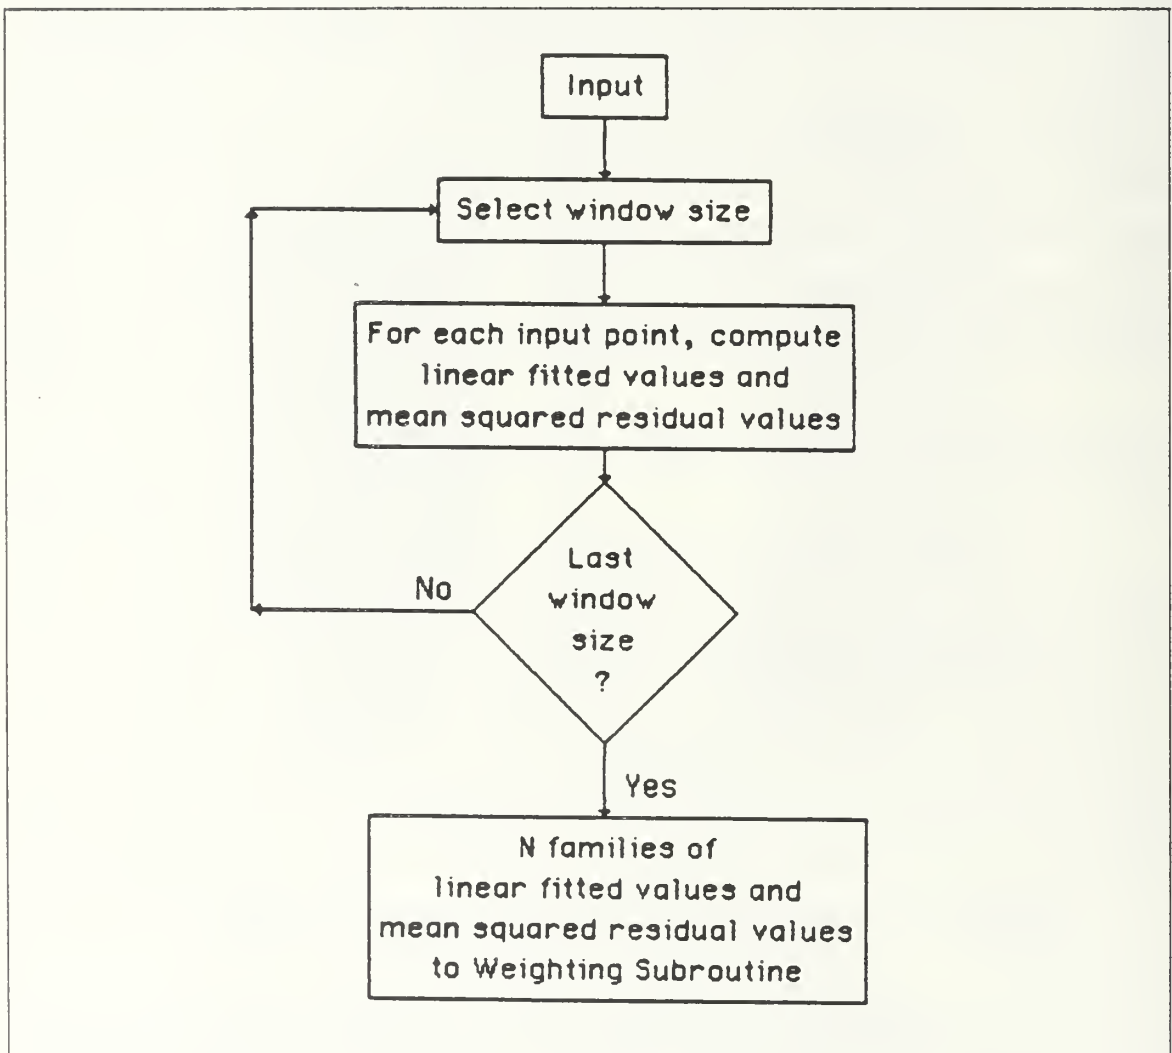 Input
Select window size
For each input point, compute
linear fitted values and
mean squared residual values
Last
window
size
?
No
Yes
N families of
linear fitted values and
mean squared residual values
to Weighting Subroutine